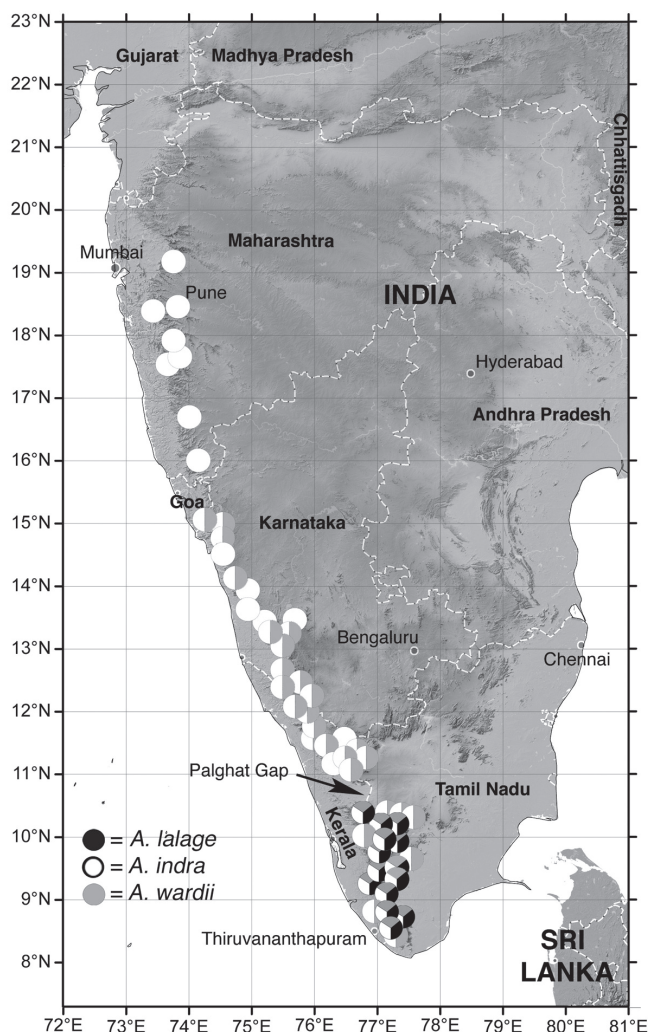 23°N
22°N
21°N
20°N
19°N
18°N
17°N
16°N
15°N
14°N
13°N
12°N
11°N
10°N
9°N
8°N
Gujarat
Madhya Pradesh
Chhattisgadh
Mumbai
Maharashtra
Pune
INDIA
Hyderabad
Andhra Pradesh
Goa
Karnataka
Bengaluru
Chennai
Palghat Gap
Tamil Nadu
Kerala
= A. lalage
= A. indra
= A. wardii
Thiruvananthapuram
SRI
LANKA
72°E 73°E 74°E 75°E 76°E 77°E 78°E 79°E 80°E 81°E